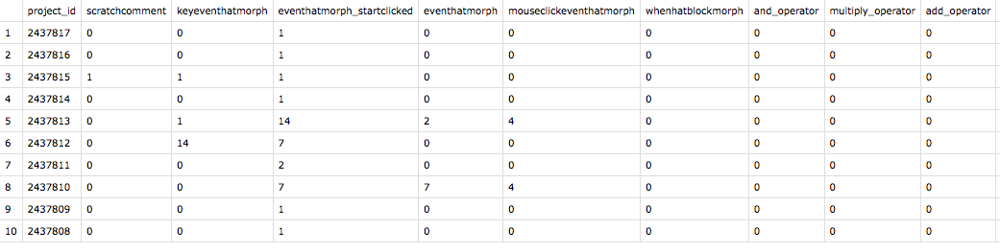 project_id scratchcomment keyeventhatmorph eventhatmorph_startclicked eventhatmorph mouseclickeventhatmorph whenhatblockmorph and_operator multiply_operator add_operator
1 2437817 0 0 1 0 0 0 0 0 0
2 2437816 0 0 1 0 0 0 0 0 0
3 2437815 1 1 1 0 0 0 0 0 0
4 2437814 0 0 1 0 0 0 0 0 0
5 2437813 0 1 14 2 4 0 0 0 0
6 2437812 0 14 7 0 0 0 0 0 0
7 2437811 0 0 2 0 0 0 0 0 0
8 2437810 0 0 7 7 4 0 0 0 0
9 2437809 0 0 1 0 0 0 0 0 0
10 2437808 0 0 1 0 0 0 0 0 0